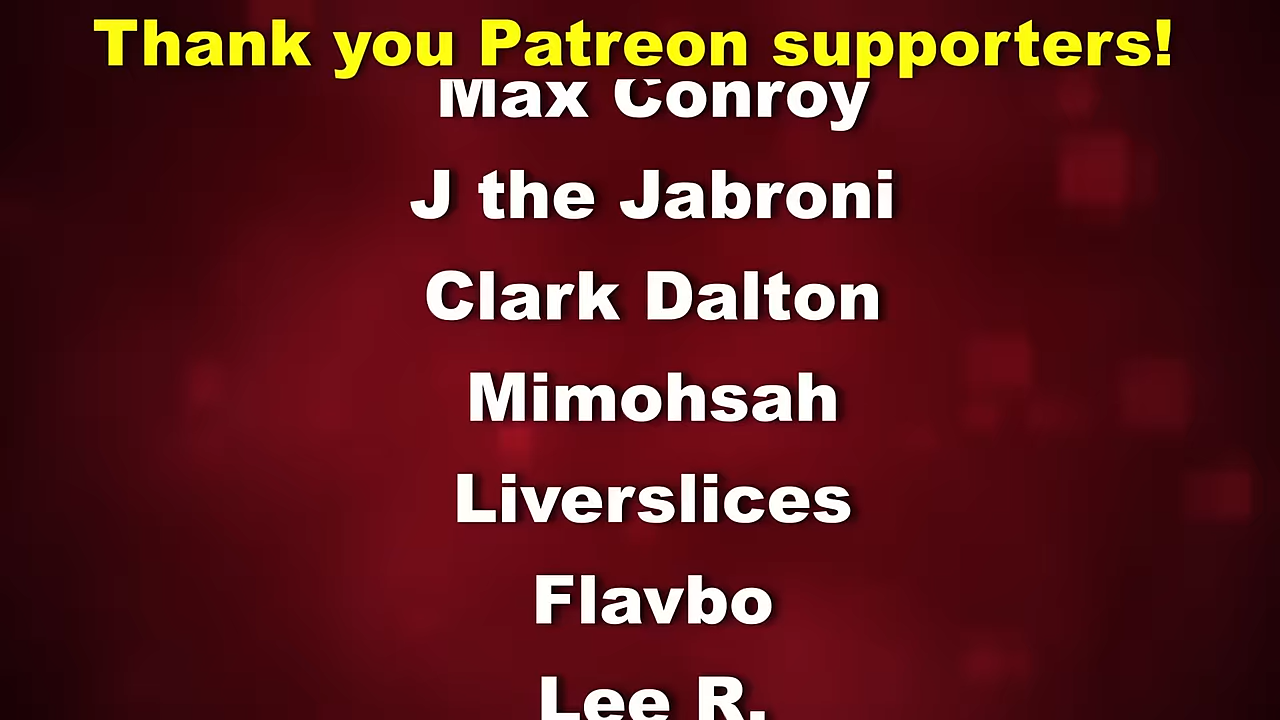 Thank you Patreon supporters!
Max Conroy
J the Jabroni
Clark Dalton
Mimohsah
Liverslices
Flavbo
Lee R.